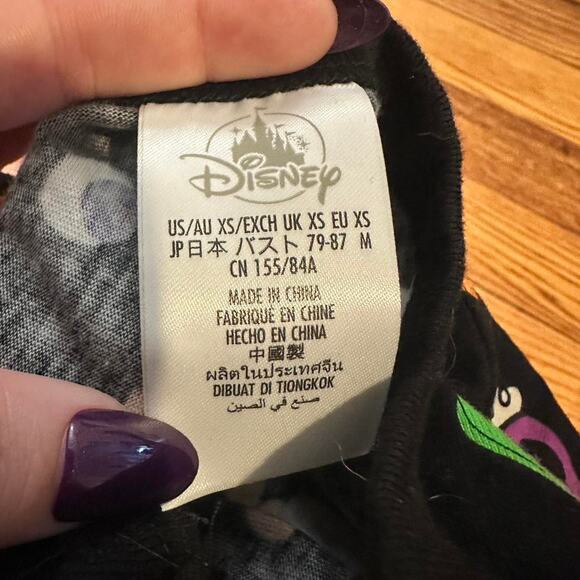 Disney
US/AU XS/EXCH UK XS EU XS
JP日本 バスト 79-87 M
CN 155/84A
MADE IN CHINA
FABRIQUE EN CHINE
HECHO EN CHINA
中國製
ผลิตในประเทศจีน
DIBUAT DI TIONGKOK
صنع في الصين